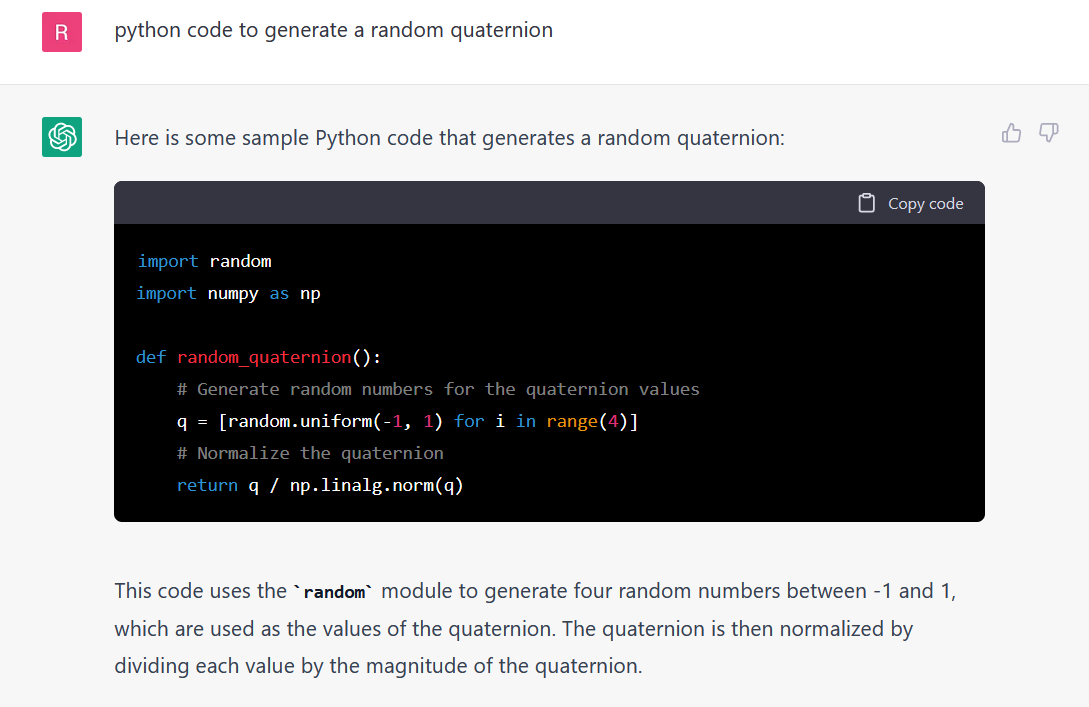 R
python code to generate a random quaternion
Here is some sample Python code that generates a random quaternion:
Copy code
import random
import numpy as np
def random_quaternion():
    # Generate random numbers for the quaternion values
    q = [random.uniform(-1, 1) for i in range(4)]
    # Normalize the quaternion
    return q / np.linalg.norm(q)
This code uses the `random` module to generate four random numbers between -1 and 1,
which are used as the values of the quaternion. The quaternion is then normalized by
dividing each value by the magnitude of the quaternion.